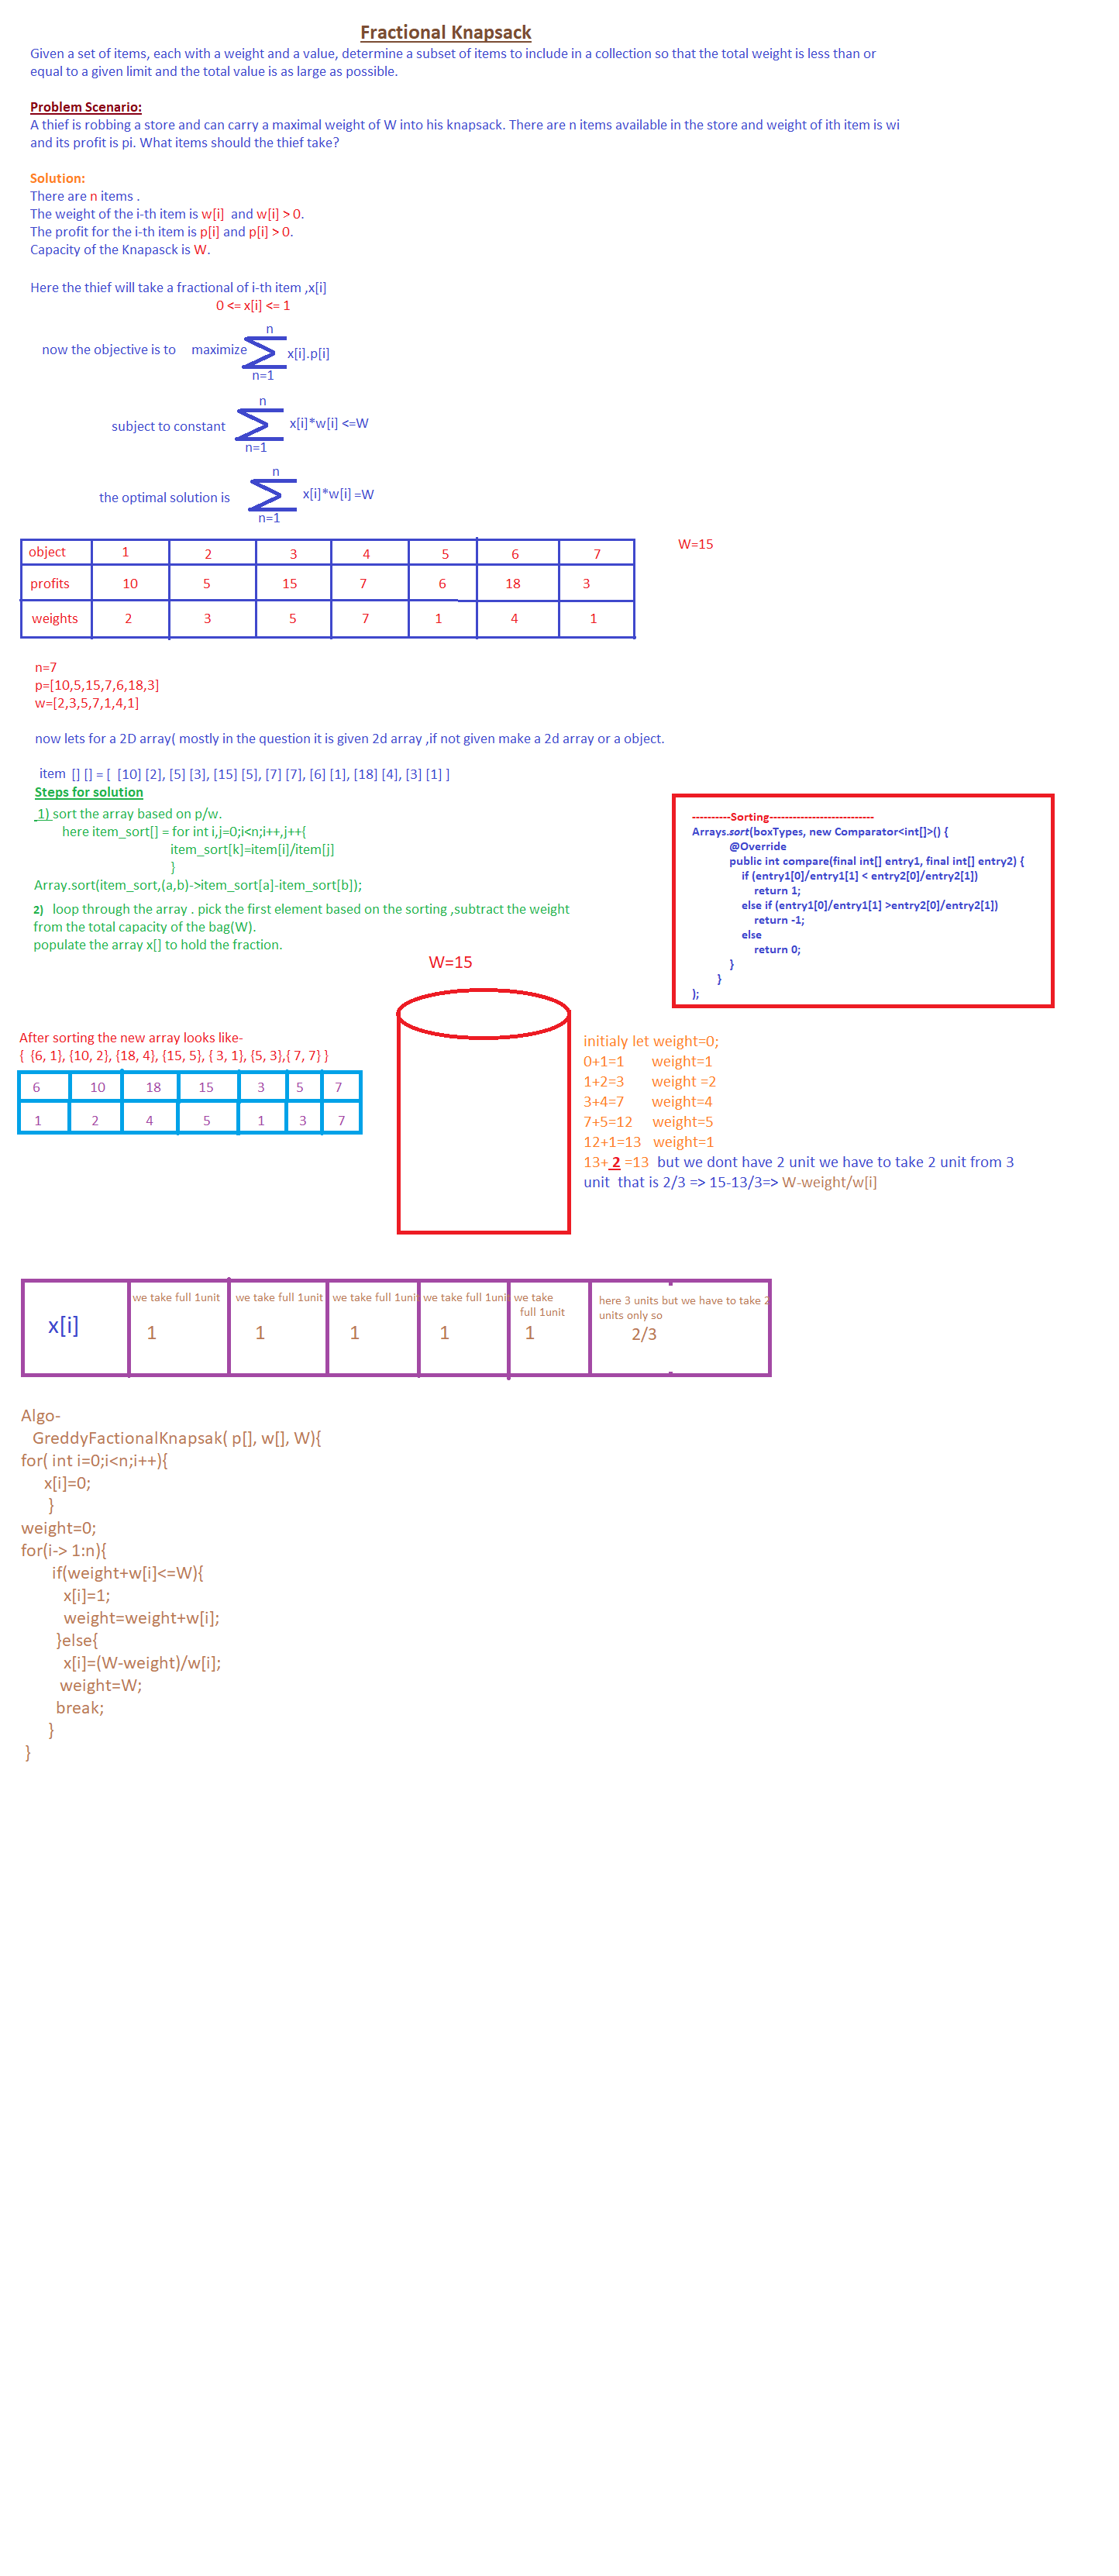 Fractional Knapsack
Given a set of items, each with a weight and a value, determine a subset of items to include in a collection so that the total weight is less than or
equal to a given limit and the total value is as large as possible.
Problem Scenario:
A thief is robbing a store and can carry a maximal weight of W into his knapsack. There are n items available in the store and weight of ith item is wi
and its profit is pi. What items should the thief take?
Solution:
There are n items .
The weight of the i-th item is w[i]  and w[i] > 0.
The profit for the i-th item is p[i] and p[i] > 0.
Capacity of the Knapasck is W.
Here the thief will take a fractional of i-th item ,x[i]
0 <= x[i] <= 1
n
now the objective is to maximize ∑ x[i].p[i]
n=1
n
subject to constant ∑ x[i]*w[i] <=W
n=1
n
the optimal solution is ∑ x[i]*w[i] =W
n=1
object 1 2 3 4 5 6 7
W=15
profits 10 5 15 7 6 18 3
weights 2 3 5 7 1 4 1
n=7
p=[10,5,15,7,6,18,3]
w=[2,3,5,7,1,4,1]
now lets for a 2D array( mostly in the question it is given 2d array ,if not given make a 2d array or a object.
item [] [] = [ [10] [2], [5] [3], [15] [5], [7] [7], [6] [1], [18] [4], [3] [1] ]
Steps for solution
1) sort the array based on p/w.
here item_sort[] = for int i,j=0;i<n;i++,j++{
item_sort[k]=item[i]/item[j]
}
Array.sort(item_sort,(a,b)->item_sort[a]-item_sort[b]);
2) loop through the array . pick the first element based on the sorting ,subtract the weight
from the total capacity of the bag(W).
populate the array x[] to hold the fraction.
----------Sorting---------------------------
Arrays.sort(boxTypes, new Comparator<int[]>() {
@Override
public int compare(final int[] entry1, final int[] entry2) {
if (entry1[0]/entry1[1] < entry2[0]/entry2[1])
return 1;
else if (entry1[0]/entry1[1] >entry2[0]/entry2[1])
return -1;
else
return 0;
}
}
);
W=15
After sorting the new array looks like-
{ {6, 1}, {10, 2}, {18, 4}, {15, 5}, { 3, 1}, {5, 3},{ 7, 7} }
6 10 18 15 3 5 7
1 2 4 5 1 3 7
initialy let weight=0;
0+1=1 weight=1
1+2=3 weight =2
3+4=7 weight=4
7+5=12 weight=5
12+1=13 weight=1
13+ 2 =13 but we dont have 2 unit we have to take 2 unit from 3
unit that is 2/3 => 15-13/3=> W-weight/w[i]
x[i]
we take full 1unit
1
we take full 1unit
1
we take full 1uni
1
we take full 1uni
1
we take
full 1unit
1
here 3 units but we have to take 2
units only so
2/3
Algo-
GreddyFactionalKnapsak( p[], w[], W){
for( int i=0;i<n;i++){
x[i]=0;
}
weight=0;
for(i-> 1:n){
if(weight+w[i]<=W){
x[i]=1;
weight=weight+w[i];
}else{
x[i]=(W-weight)/w[i];
weight=W;
break;
}
}